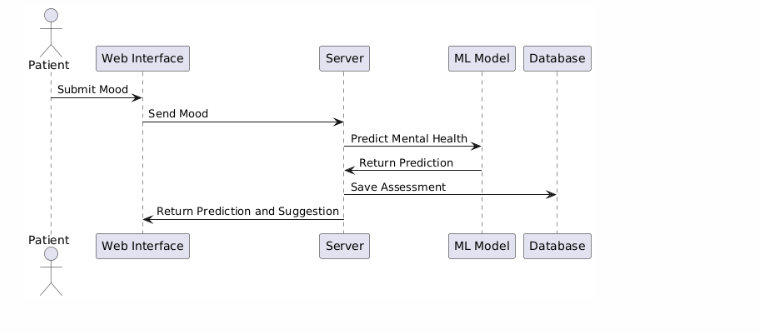 Patient
Web Interface
Server
ML Model
Database
Submit Mood
Send Mood
Predict Mental Health
Return Prediction
Save Assessment
Return Prediction and Suggestion
Patient
Web Interface
Server
ML Model
Database